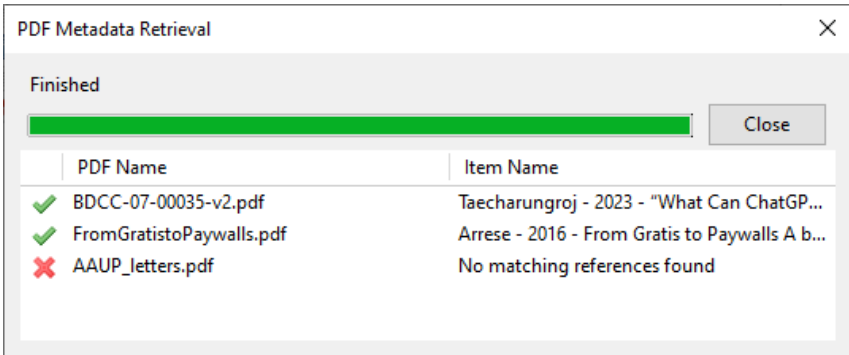 PDF Metadata Retrieval
Finished
Close
PDF Name Item Name
BDCC-07-00035-v2.pdf Taecharungroj - 2023 - “What Can ChatGP...
FromGratistoPaywalls.pdf Arrese - 2016 - From Gratis to Paywalls A b...
AAUP_letters.pdf No matching references found